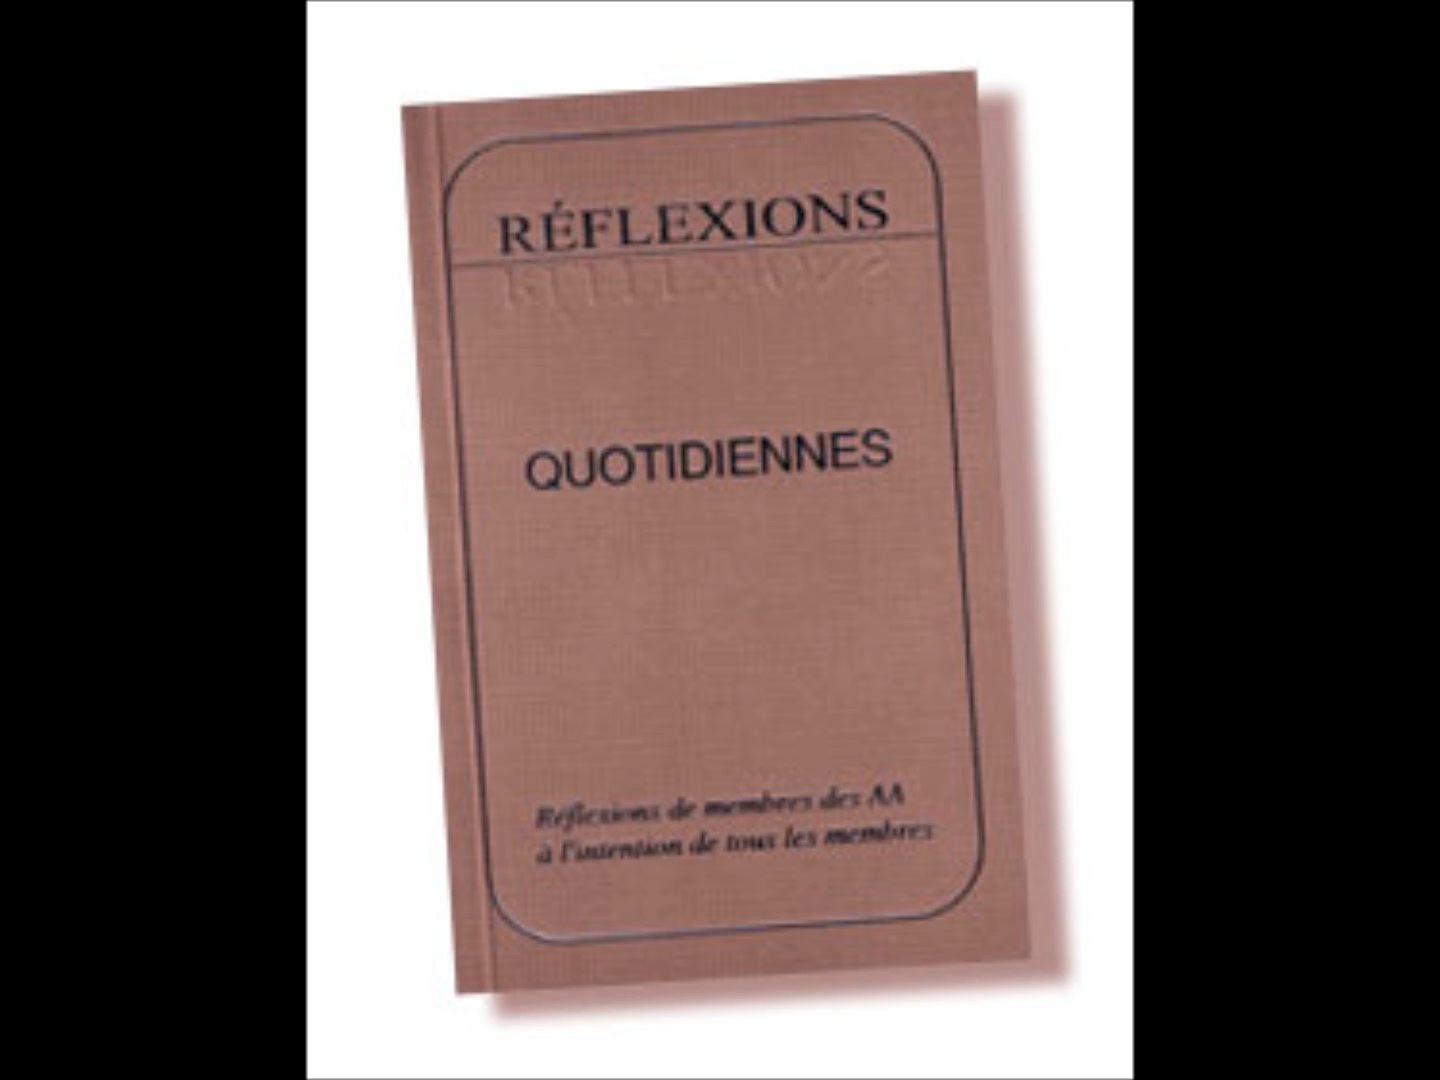 RÉFLEXIONS
QUOTIDIENNES
Réflexions de membres des AA
à l'intention de tous les membres